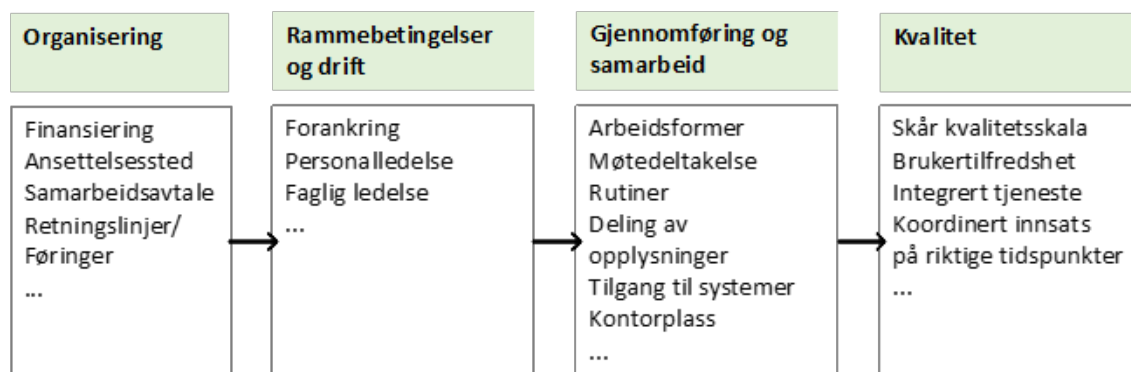 Organisering
Rammebetingelser
og drift
Gjennomføring og
samarbeid
Kvalitet
Finansiering
Ansettelsessted
Samarbeidsavtale
Retningslinjer/
Føringer
...
Forankring
Personalledelse
Faglig ledelse
...
Arbeidsformer
Møtedeltakelse
Rutiner
Deling av
opplysninger
Tilgang til systemer
Kontorplass
...
Skår kvalitetsskala
Brukertilfredshet
Integrert tjeneste
Koordinert innsats
på riktige tidspunkter
...